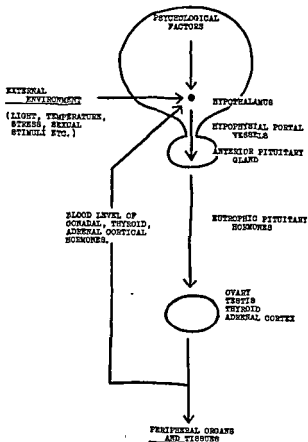 PSYCHOLOGICAL
FACTORS
EXTERNAL
ENVIRONMENT
(LIGHT, TEMPERATURE,
STRESS, SEXUAL
STIMULI ETC.)
HYPOTHALAMUS
HYPOPHYSIAL PORTAL
VESSELS
ANTERIOR PITUITARY
GLAND
BLOOD LEVEL OF
GONADAL, THYROID,
ADRENAL CORTICAL
HORMONES.
EUTROPHIC PITUITARY
HORMONES
OVARY
TESTIS
THYROID
ADRENAL CORTEX
PERIPHERAL ORGANS
AND TISSUES